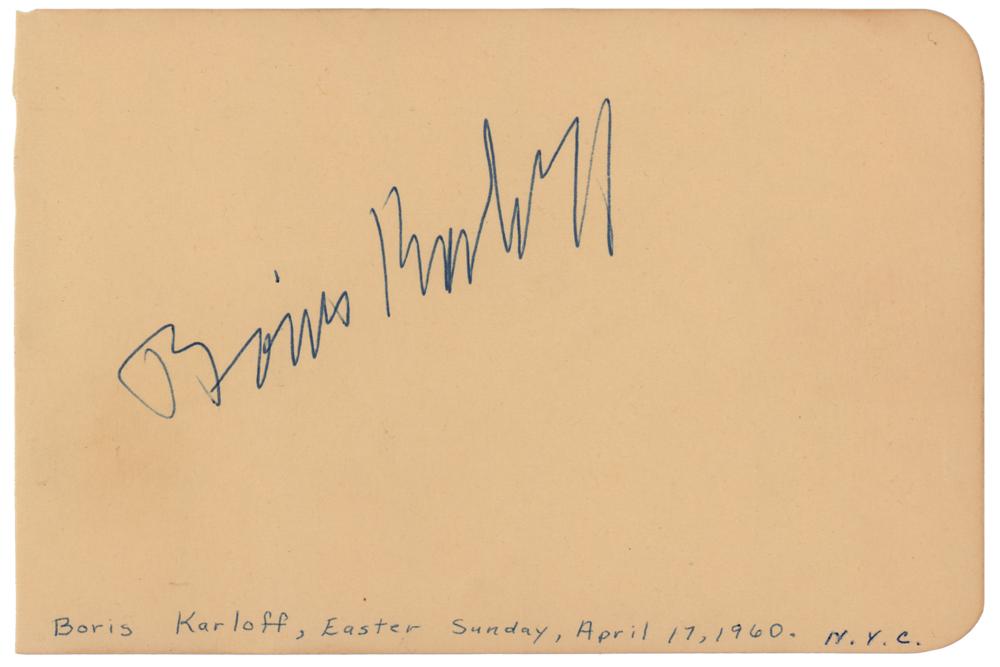 Boris Karloff
Boris Karloff, Easter Sunday, April 17, 1960. N.Y.C.